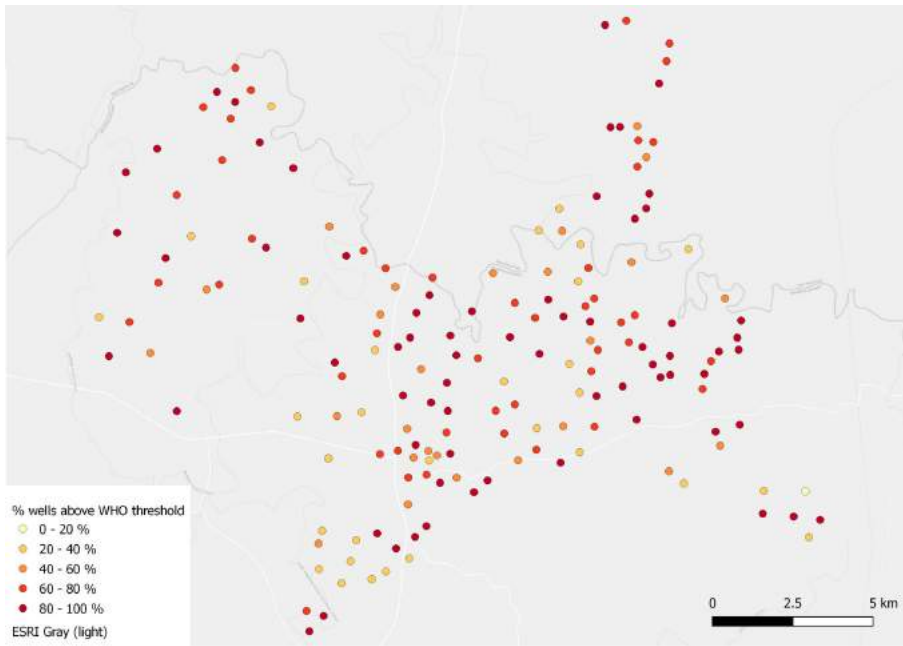 % wells above WHO threshold
0 - 20 %
20 - 40 %
40 - 60 %
60 - 80 %
80 - 100 %
ESRI Gray (light)
0 2.5 5 km